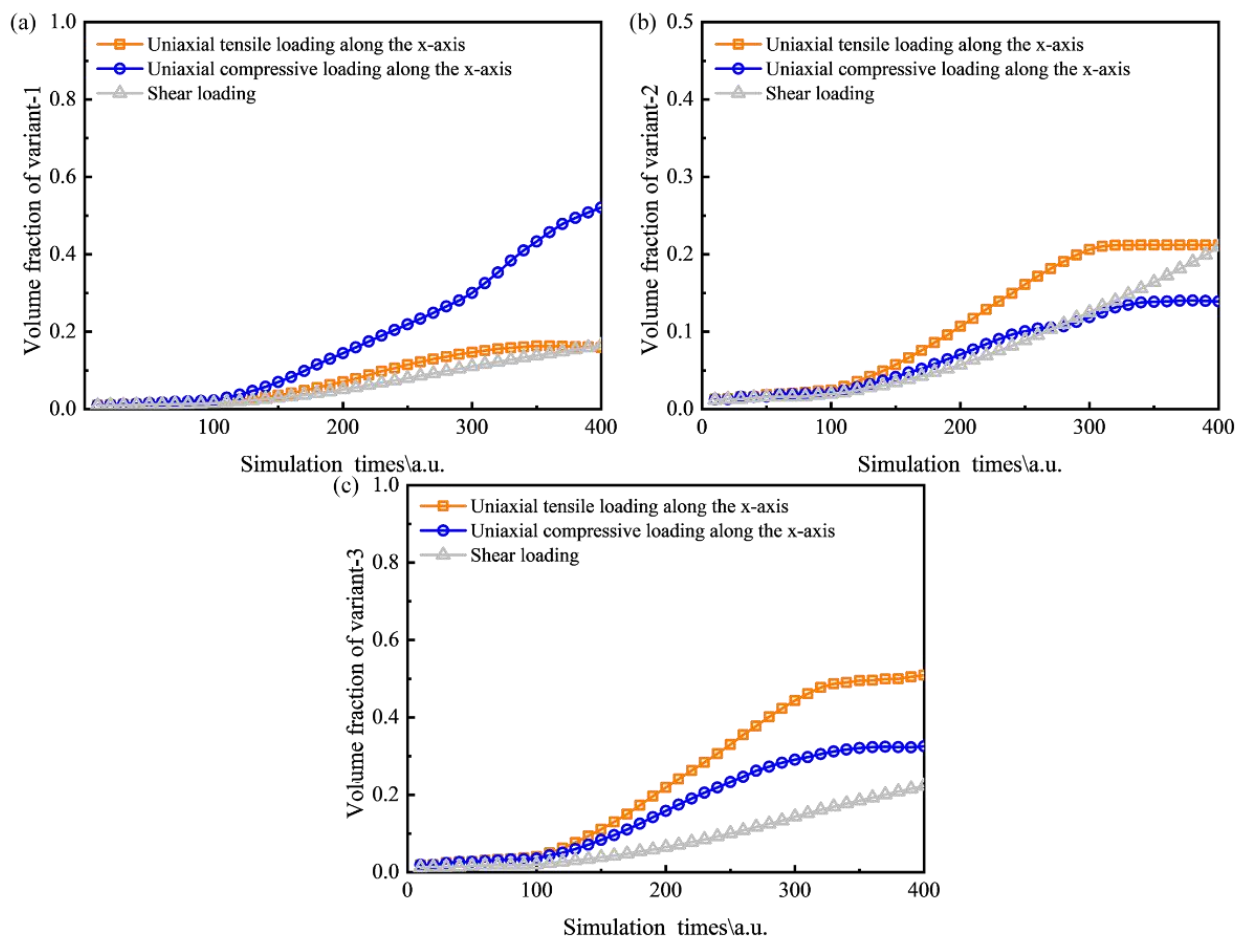 (a)
1.0
0.8
0.6
0.4
0.2
0.0
100
200
300
400
Volume fraction of variant-1
Simulation times\a.u.
Uniaxial tensile loading along the x-axis
Uniaxial compressive loading along the x-axis
Shear loading
(b)
0.5
0.4
0.3
0.2
0.1
0.0
0
100
200
300
400
Volume fraction of variant-2
Simulation times\a.u.
Uniaxial tensile loading along the x-axis
Uniaxial compressive loading along the x-axis
Shear loading
(c)
1.0
0.8
0.6
0.4
0.2
0.0
0
100
200
300
400
Volume fraction of variant-3
Simulation times\a.u.
Uniaxial tensile loading along the x-axis
Uniaxial compressive loading along the x-axis
Shear loading